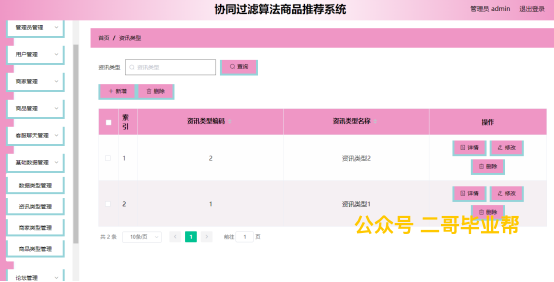 协同过滤算法商品推荐系统
管理员 admin 退出登录
管理员管理
用户管理
商家管理
商品管理
客服聊天管理
基础数据管理
数据类型管理
资讯类型管理
商家类型管理
商品类型管理
论坛管理
首页 / 资讯类型
资讯类型 资讯类型 查询
新增 删除
索引 资讯类型编码 资讯类型名称 操作
1 2 资讯类型2 详情 修改 删除
2 1 资讯类型1 详情 修改 删除
共 2 条 10条/页 1 前往 1 页
公众号 二哥毕业帮